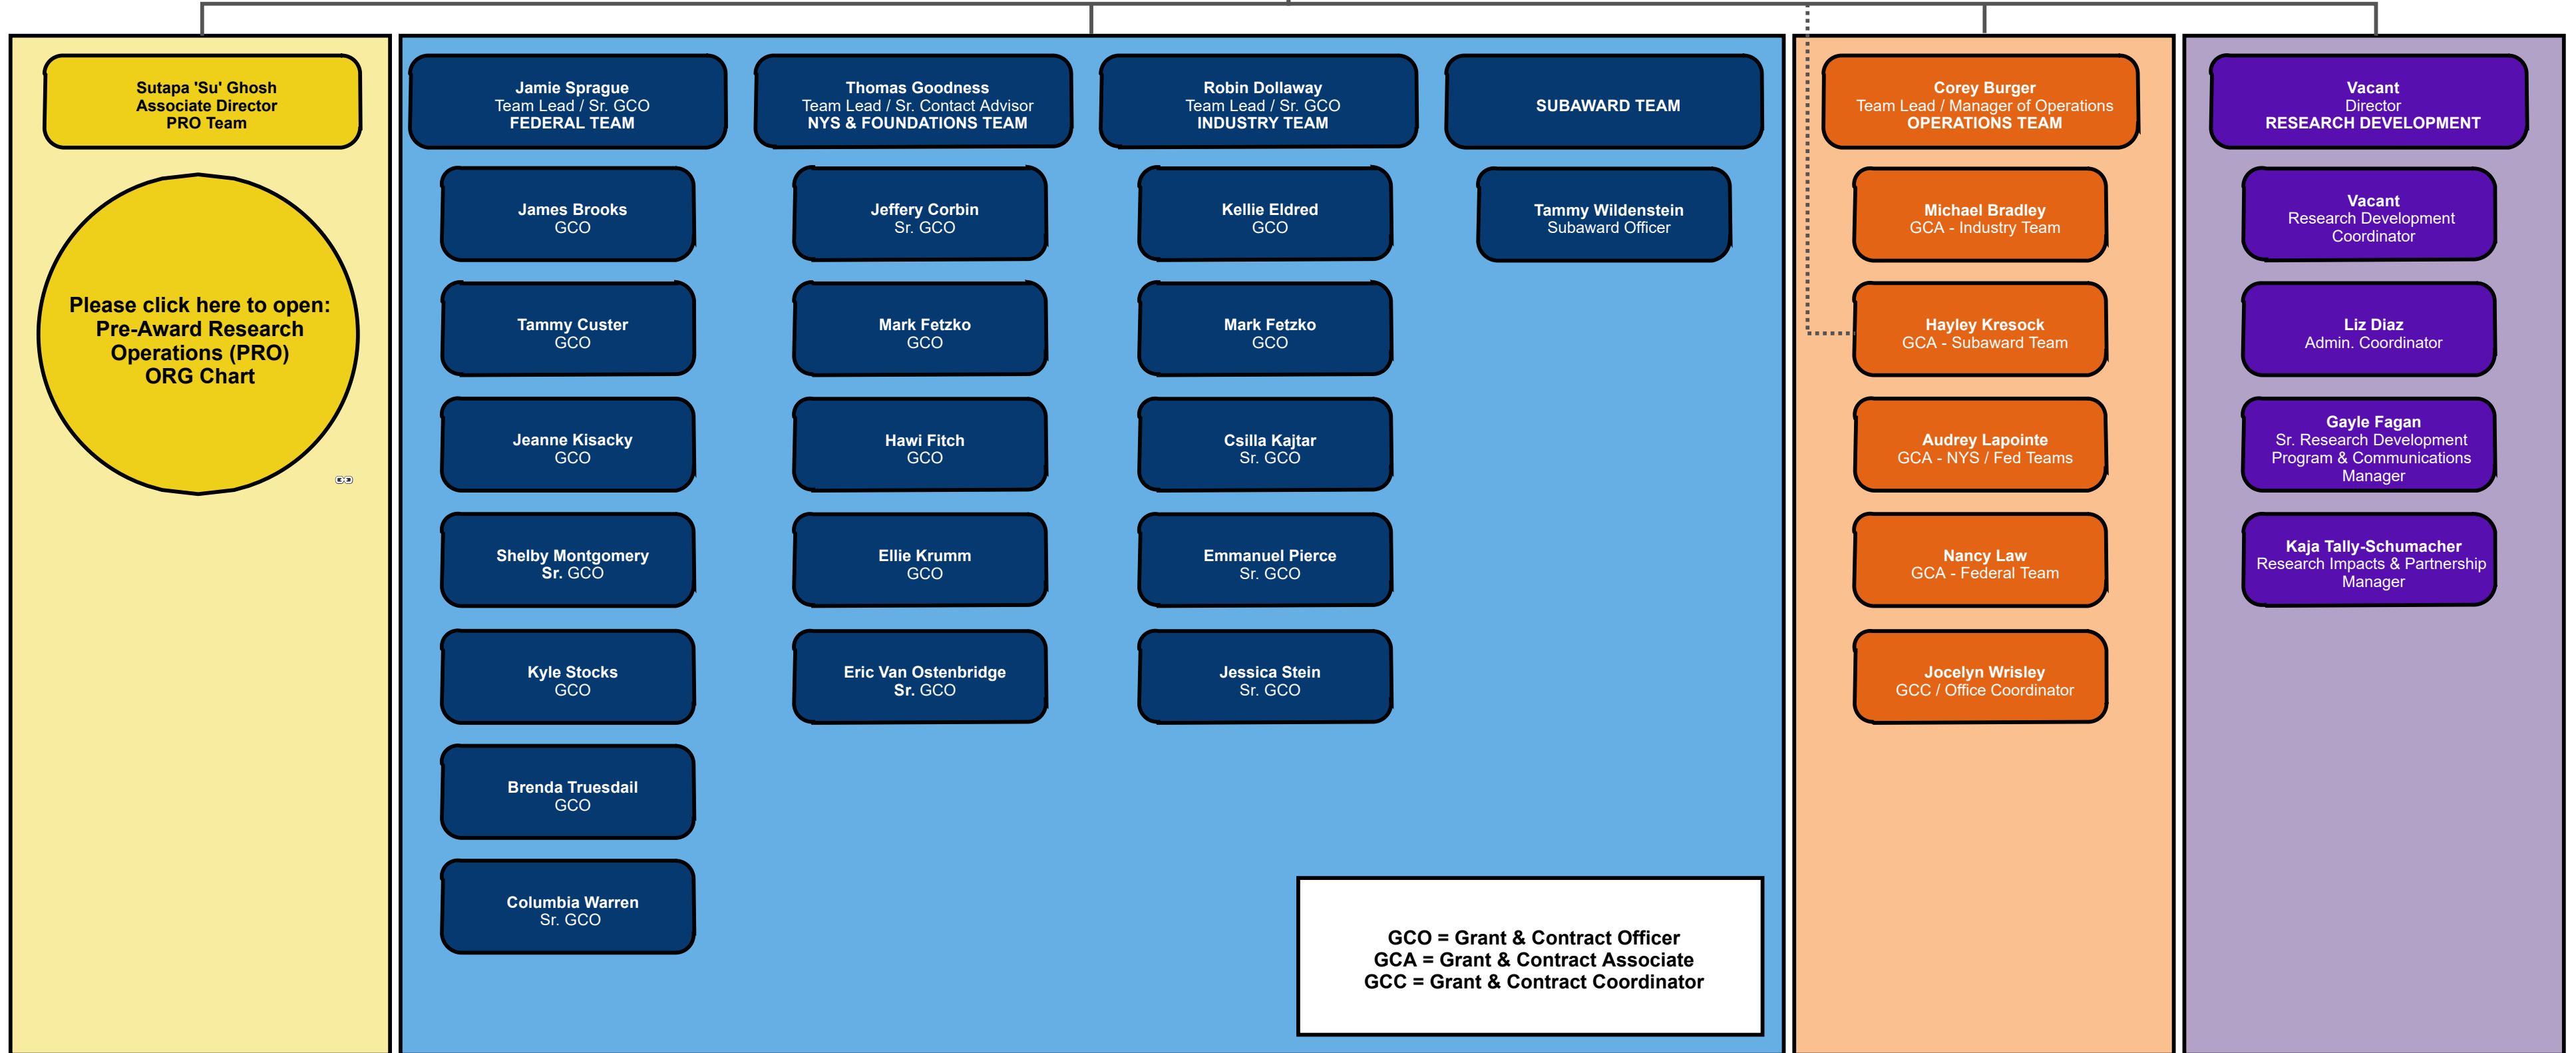 Sutapa 'Su' Ghosh
Associate Director
PRO Team
Please click here to open:
Pre-Award Research
Operations (PRO)
ORG Chart
Jamie Sprague
Team Lead / Sr. GCO
FEDERAL TEAM
James Brooks
GCO
Tammy Custer
GCO
Jeanne Kisacky
GCO
Shelby Montgomery
Sr. GCO
Kyle Stocks
GCO
Brenda Truesdail
GCO
Columbia Warren
Sr. GCO
Thomas Goodness
Team Lead / Sr. Contact Advisor
NYS & FOUNDATIONS TEAM
Jeffery Corbin
Sr. GCO
Mark Fetzko
GCO
Hawi Fitch
GCO
Ellie Krumm
GCO
Eric Van Ostenbridge
Sr. GCO
Robin Dollaway
Team Lead / Sr. GCO
INDUSTRY TEAM
Kellie Eldred
GCO
Mark Fetzko
GCO
Csilla Kajtar
Sr. GCO
Emmanuel Pierce
Sr. GCO
Jessica Stein
Sr. GCO
SUBAWARD TEAM
Tammy Wildenstein
Subaward Officer
GCO = Grant & Contract Officer
GCA = Grant & Contract Associate
GCC = Grant & Contract Coordinator
Corey Burger
Team Lead / Manager of Operations
OPERATIONS TEAM
Michael Bradley
GCA - Industry Team
Hayley Kresock
GCA - Subaward Team
Audrey Lapointe
GCA - NYS / Fed Teams
Nancy Law
GCA - Federal Team
Jocelyn Wrisley
GCC / Office Coordinator
Vacant
Director
RESEARCH DEVELOPMENT
Vacant
Research Development
Coordinator
Liz Diaz
Admin. Coordinator
Gayle Fagan
Sr. Research Development
Program & Communications
Manager
Kaja Tally-Schumacher
Research Impacts & Partnership
Manager